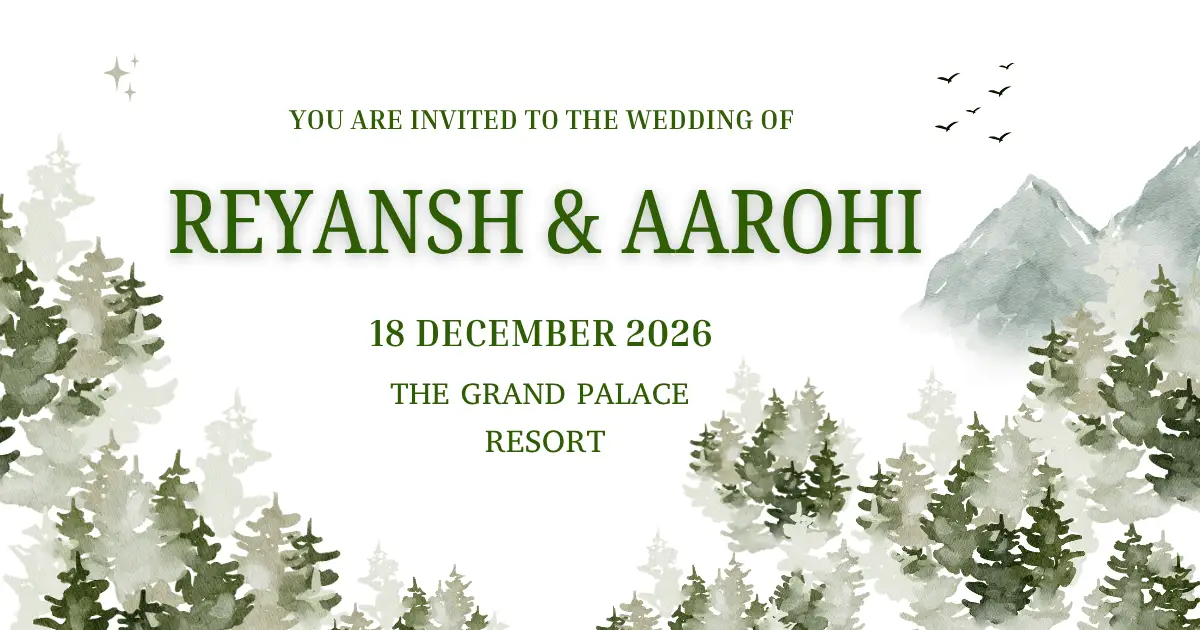 YOU ARE INVITED TO THE WEDDING OF
REYANSH & AAROHI
18 DECEMBER 2026
THE GRAND PALACE
RESORT